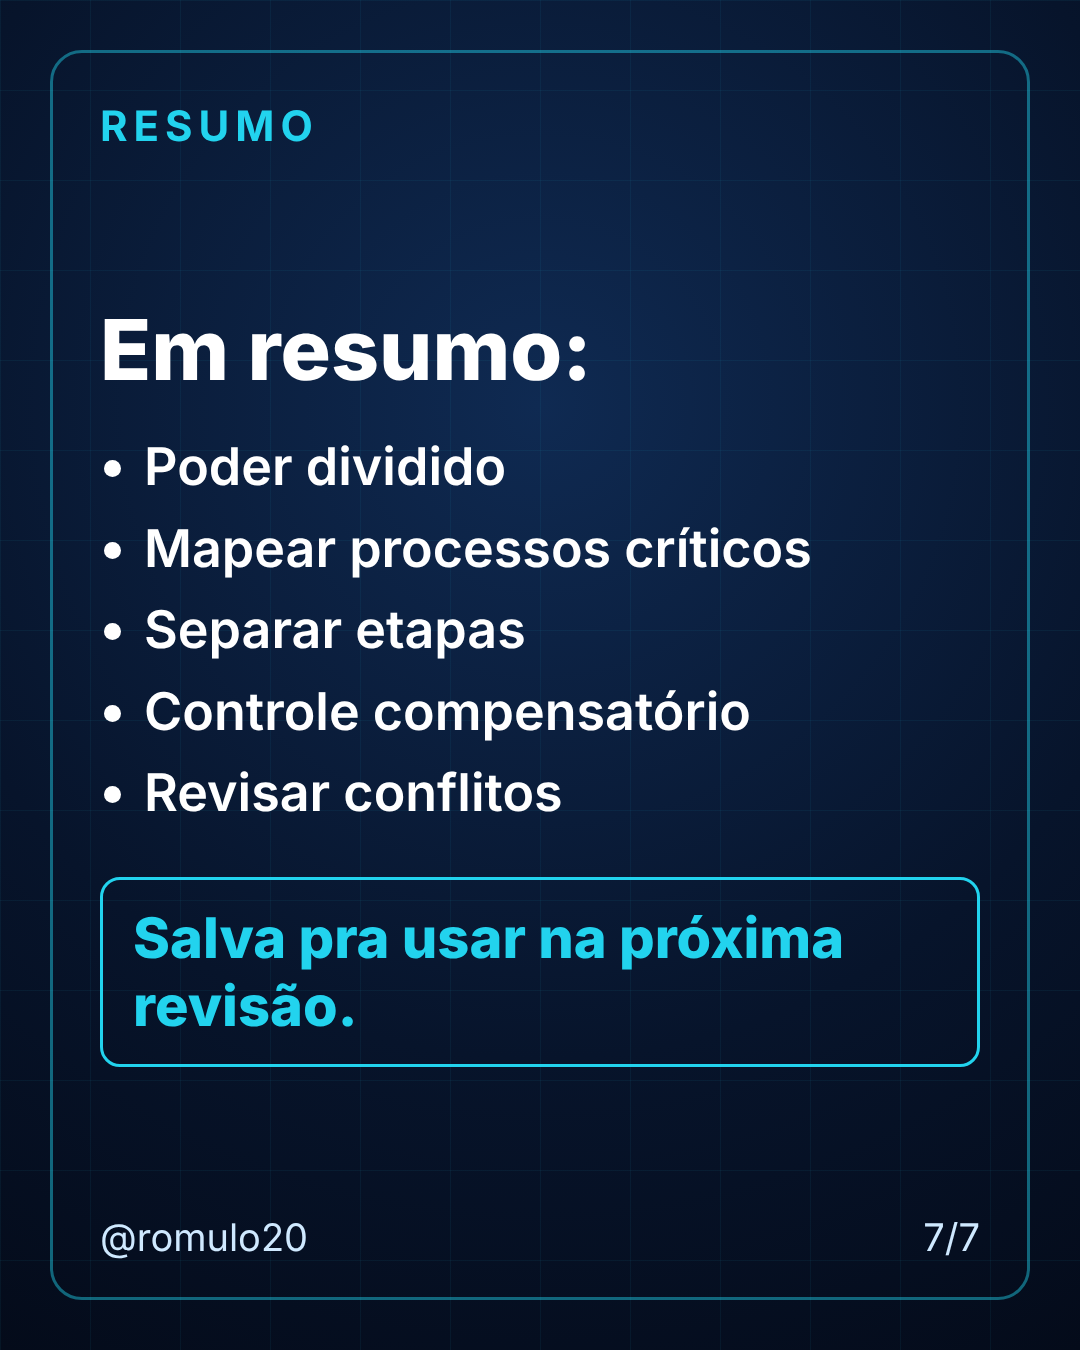 RESUMO
Em resumo:
• Poder dividido
• Mapear processos críticos
• Separar etapas
• Controle compensatório
• Revisar conflitos
Salva pra usar na próxima
revisão.
@romulo20
7/7